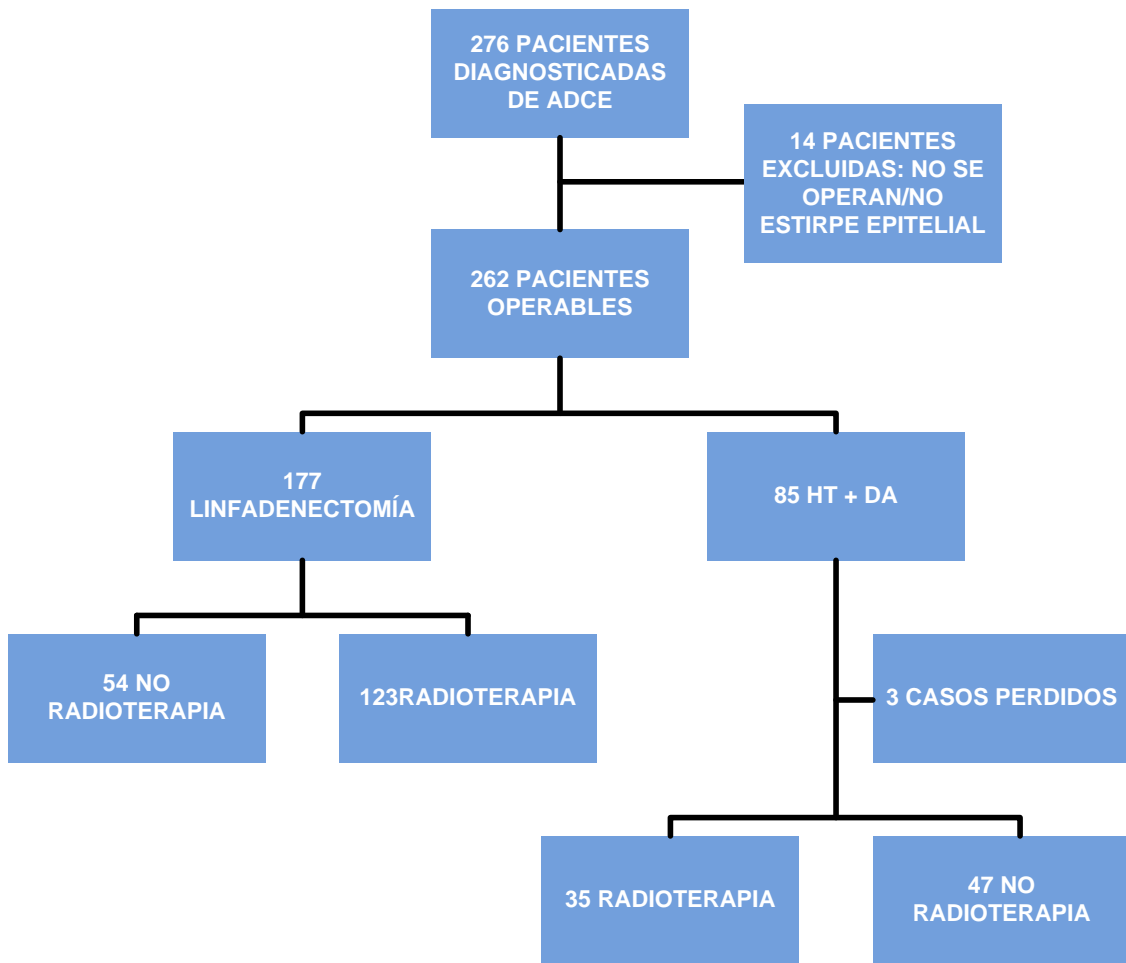 276 PACIENTES
DIAGNOSTICADAS
DE ADCE
14 PACIENTES
EXCLUIDAS: NO SE
OPERAN/NO
ESTIRPE EPITELIAL
262 PACIENTES
OPERABLES
177
LINFADENECTOMÍA
85 HT + DA
54 NO
RADIOTERAPIA
123RADIOTERAPIA
3 CASOS PERDIDOS
35 RADIOTERAPIA
47 NO
RADIOTERAPIA